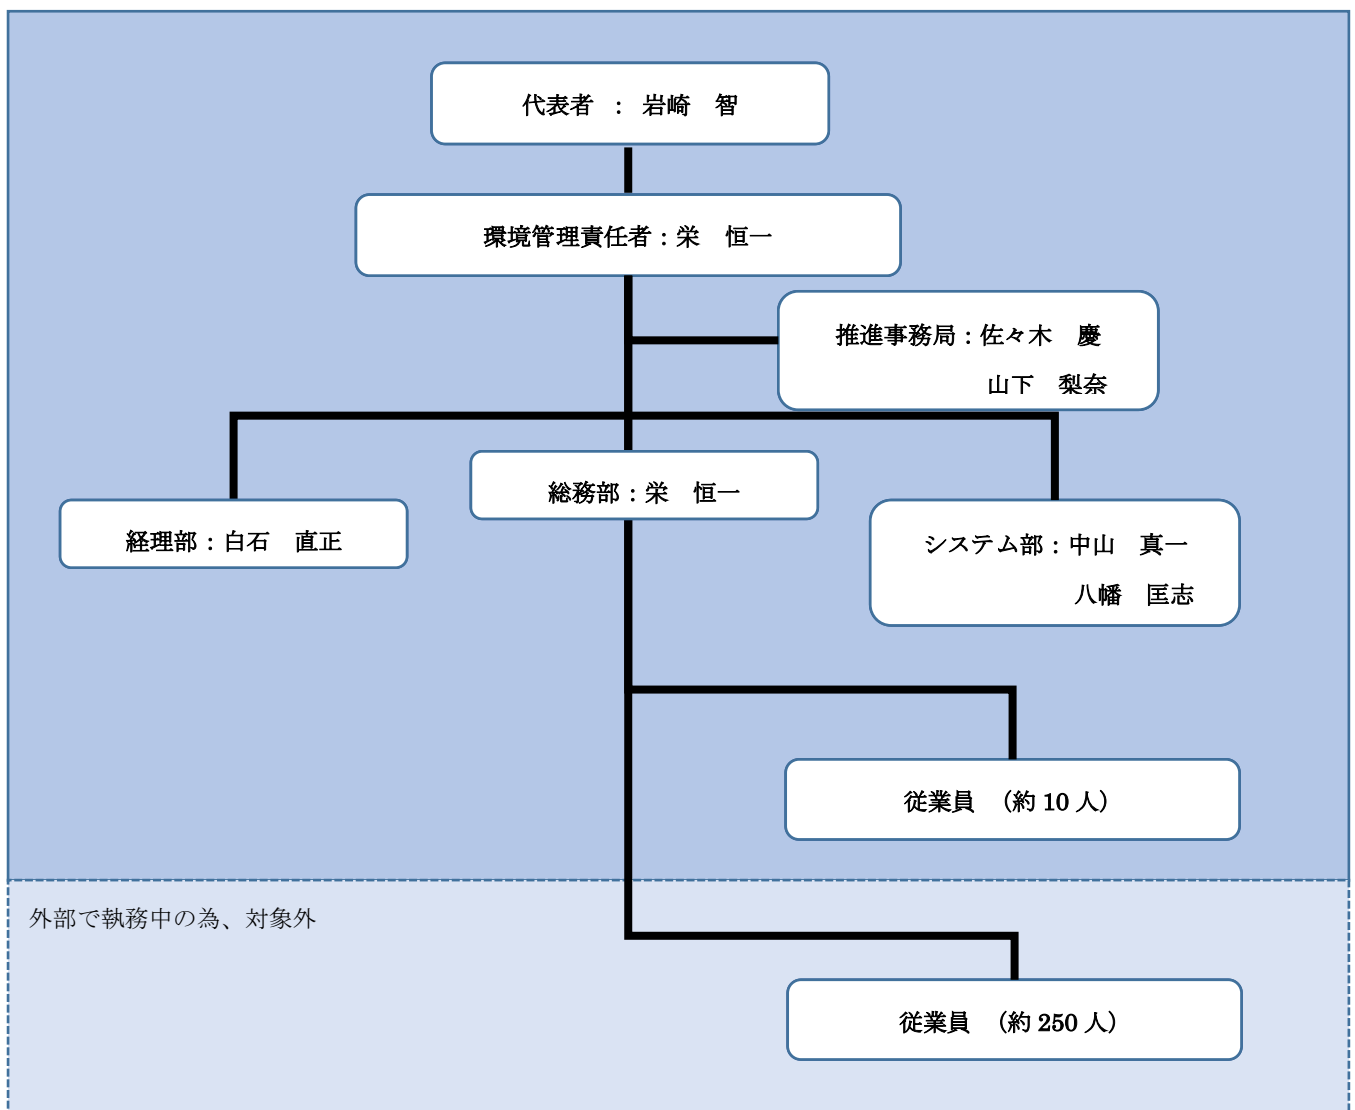 代表者　：　岩崎　智
環境管理責任者：栄　恒一
推進事務局：佐々木　慶
山下　梨奈
総務部：栄　恒一
経理部：白石　直正
システム部：中山　真一
八幡　匡志
従業員　（約 10 人）
外部で執務中の為、対象外
従業員　（約 250 人）